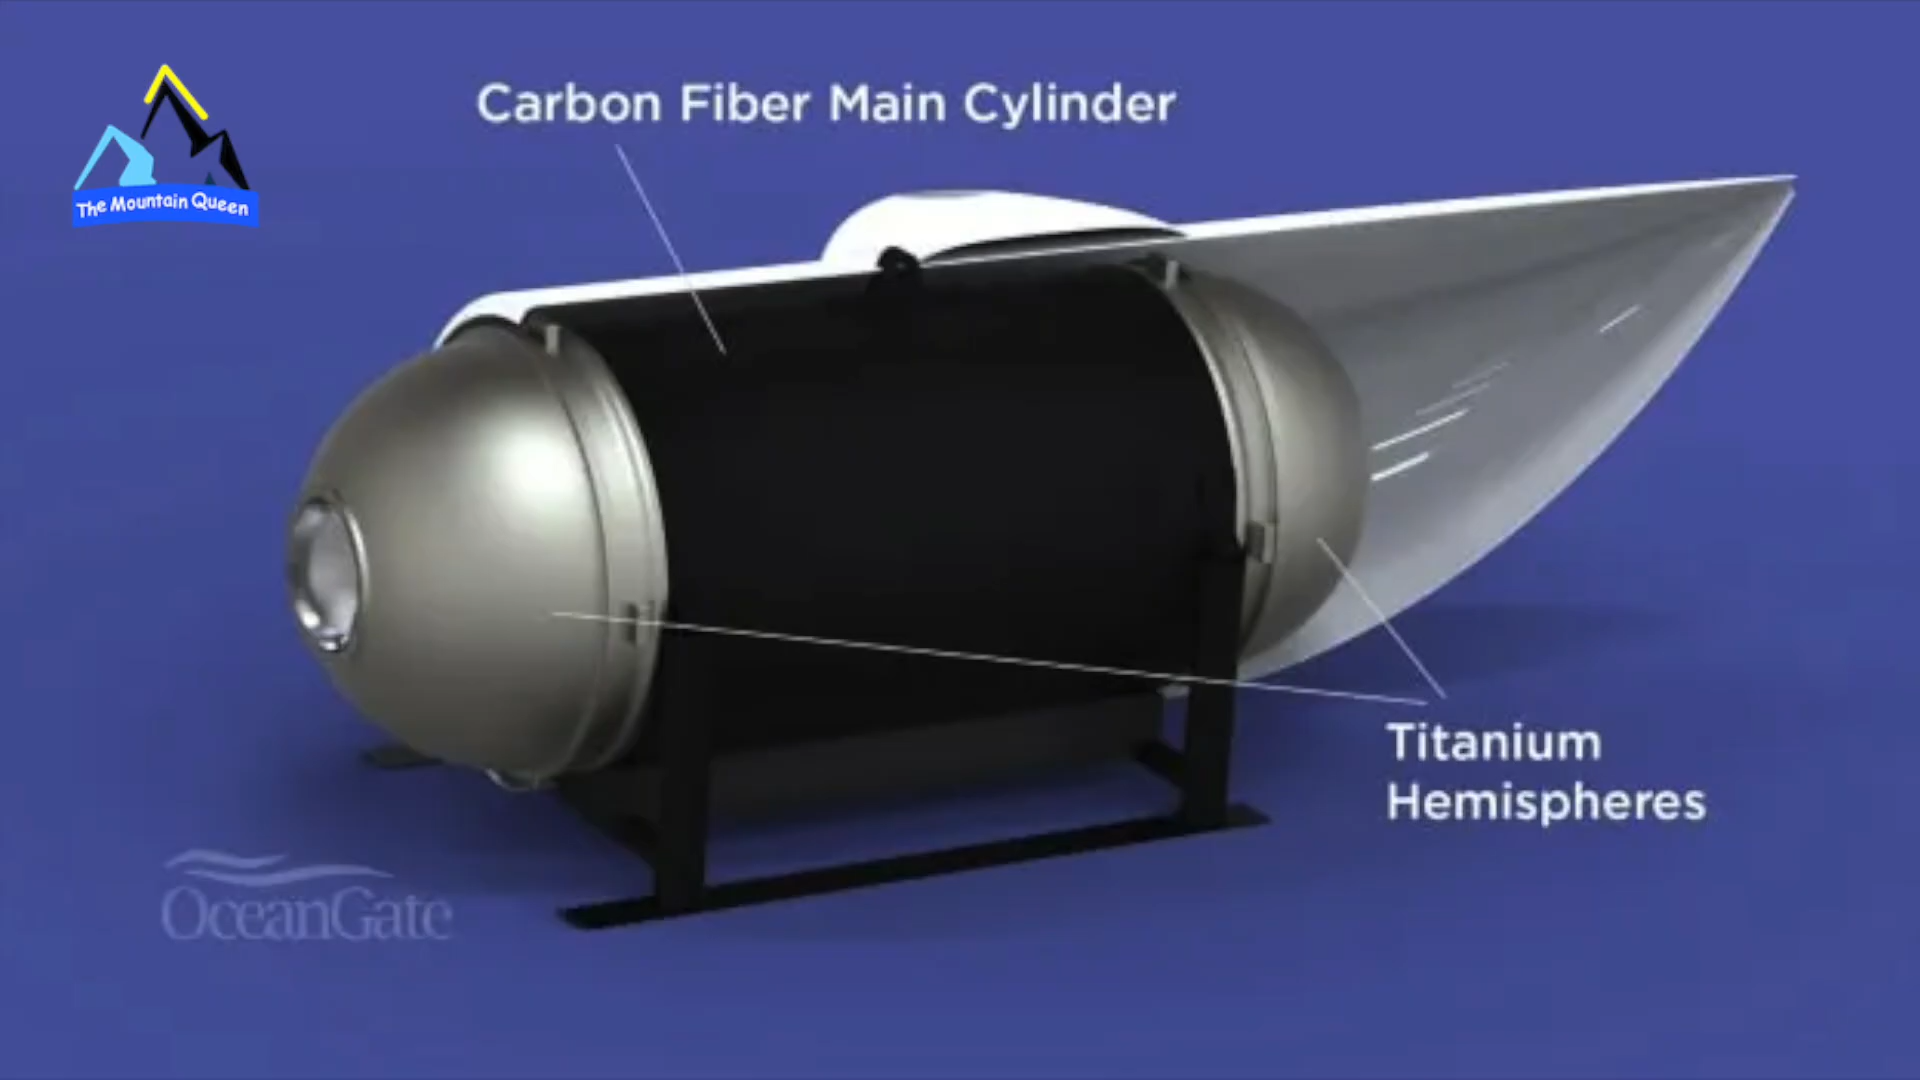 Carbon Fiber Main Cylinder
The Mountain Queen
Titanium
Hemispheres
OceanGate